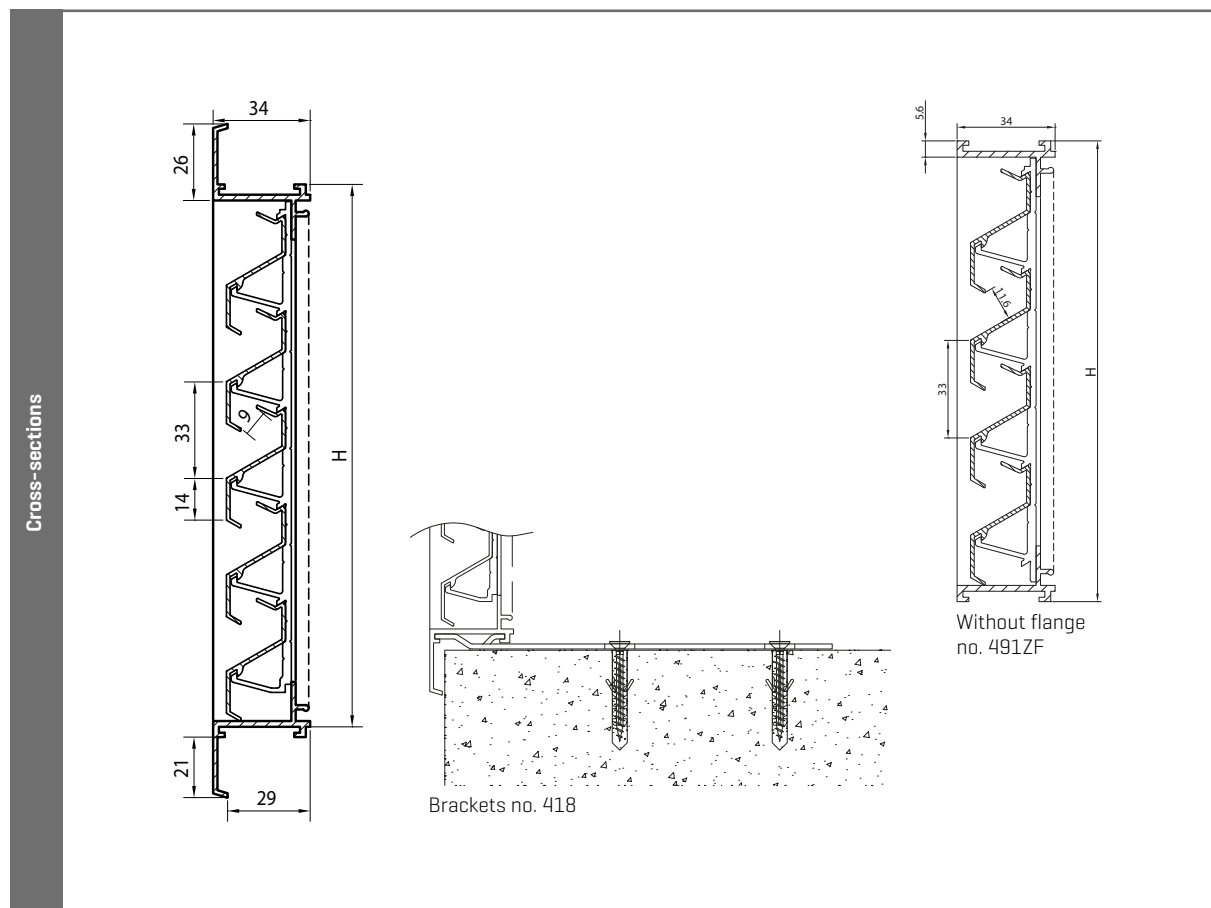 Cross-sections
34
26
33
9
14
H
21
29
Brackets no. 418
5.6
34
11.6
33
H
Without flange
no. 491ZF